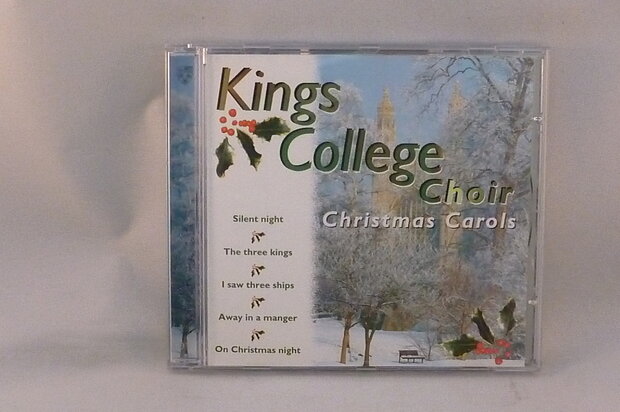 Kings
College
Choir
Christmas Carols
Silent night
The three kings
I saw three ships
Away in a manger
On Christmas night